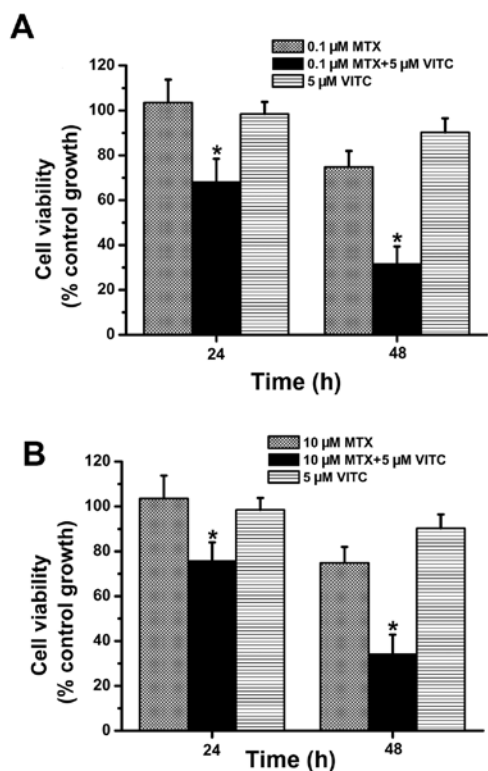 A
0.1 µM MTX
0.1 µM MTX+5 µM VITC
5 µM VITC
120
100
80
60
40
20
0
Cell viability
(% control growth)
*
*
24
48
Time (h)
B
10 µM MTX
10 µM MTX+5 µM VITC
5 µM VITC
120
100
80
60
40
20
0
Cell viability
(% control growth)
*
*
24
48
Time (h)